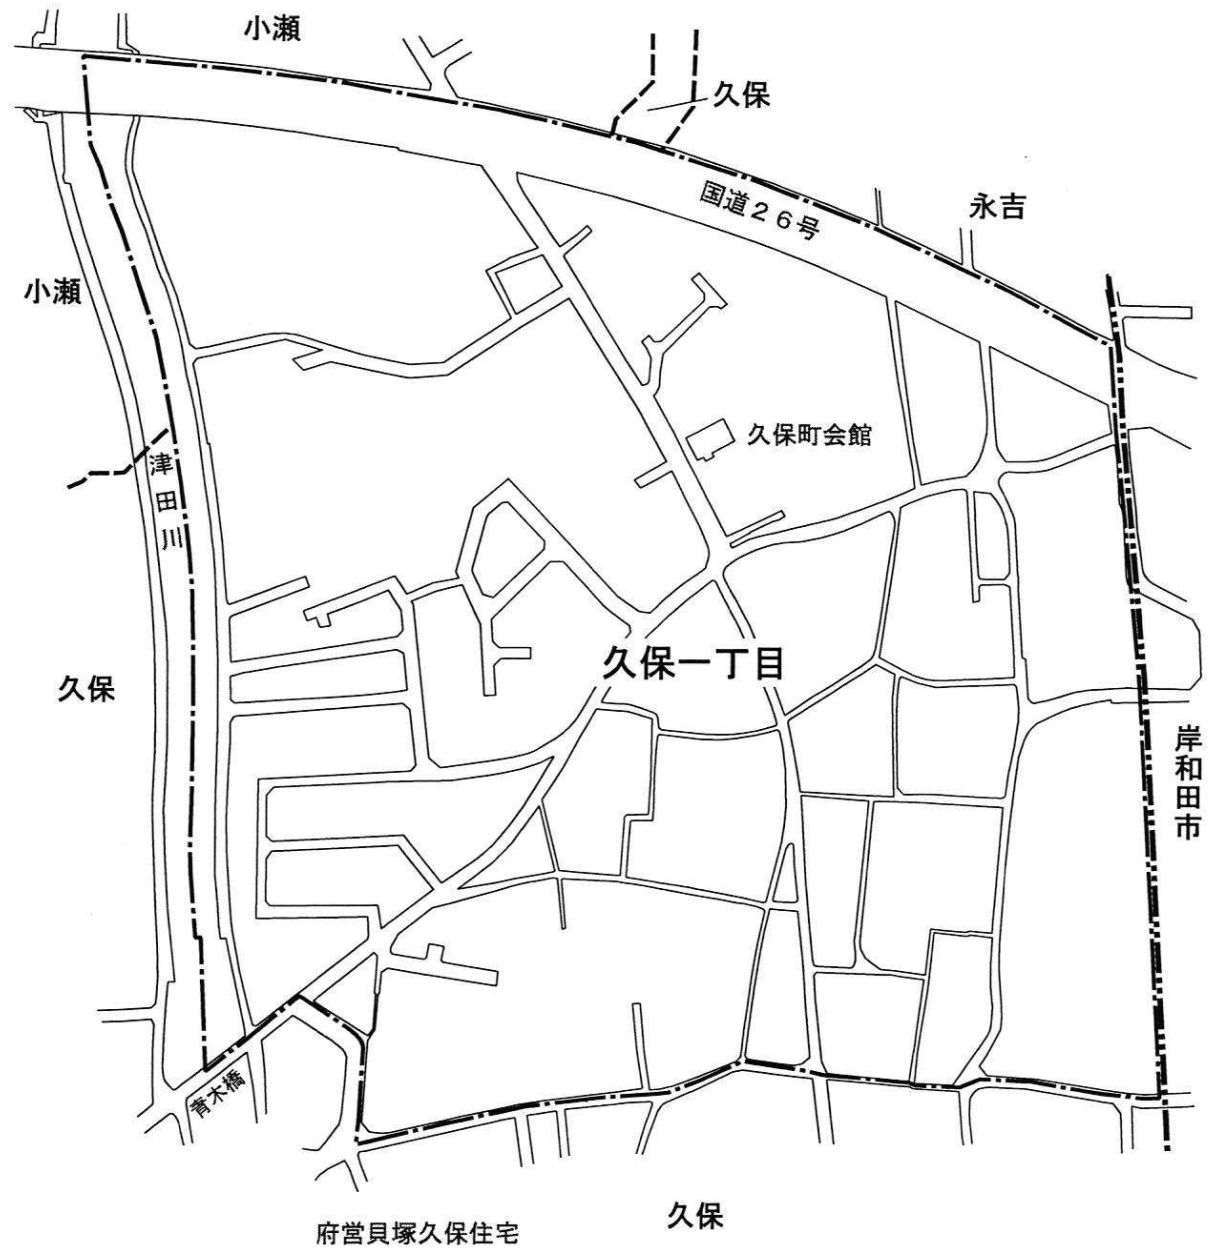 小瀬
久保
国道26号
永吉
小瀬
久保町会館
津田川
久保一丁目
久保
岸和田市
青木橋
久保
府営貝塚久保住宅